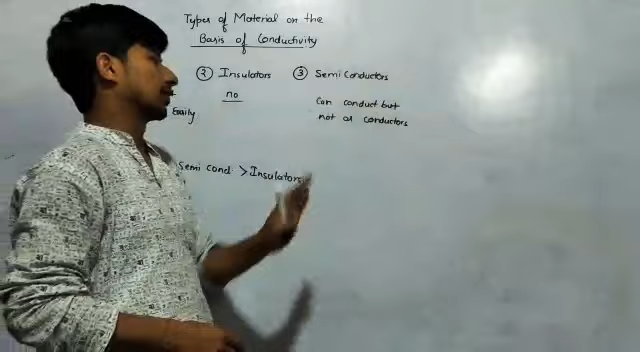 Types of Material on the
Basis of Conductivity
② Insulators ③ Semi Conductors
no
Easily
Can conduct but
not as conductors
Semi cond. > Insulators